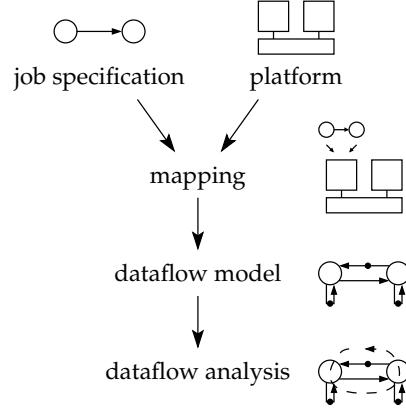 job specification
platform
mapping
dataflow model
dataflow analysis